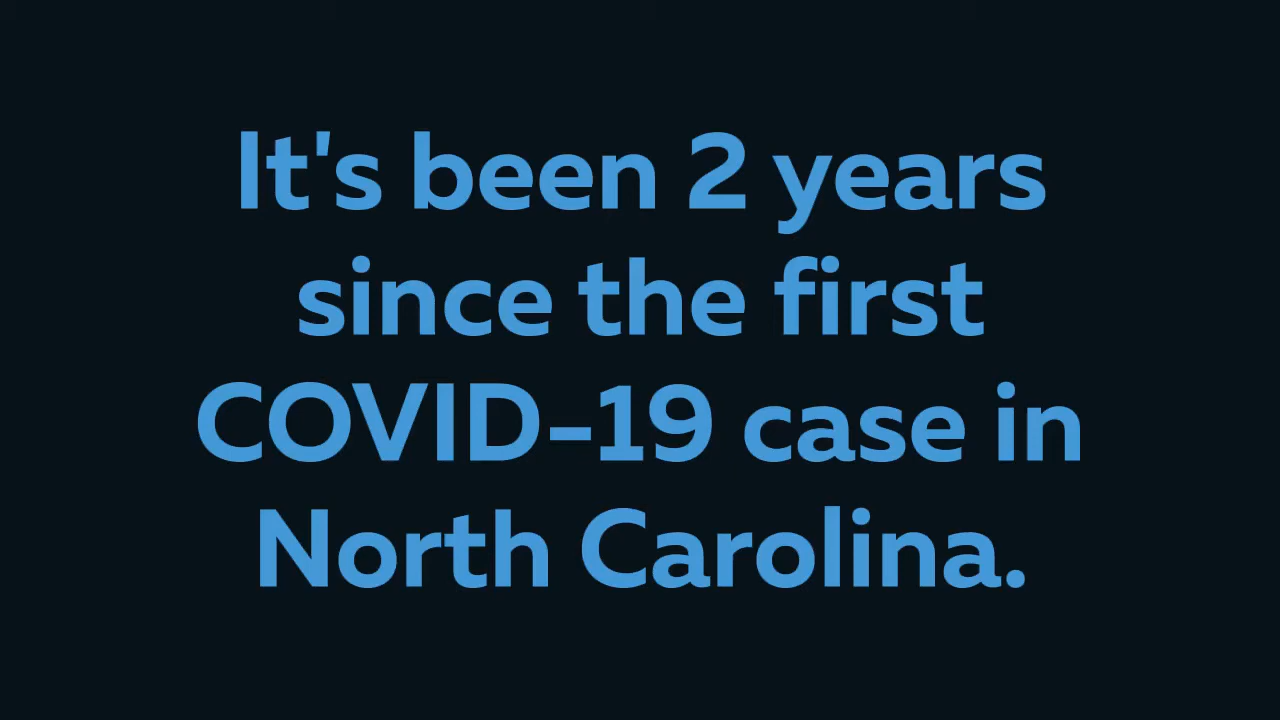 It's been 2 years
since the first
COVID-19 case in
North Carolina.